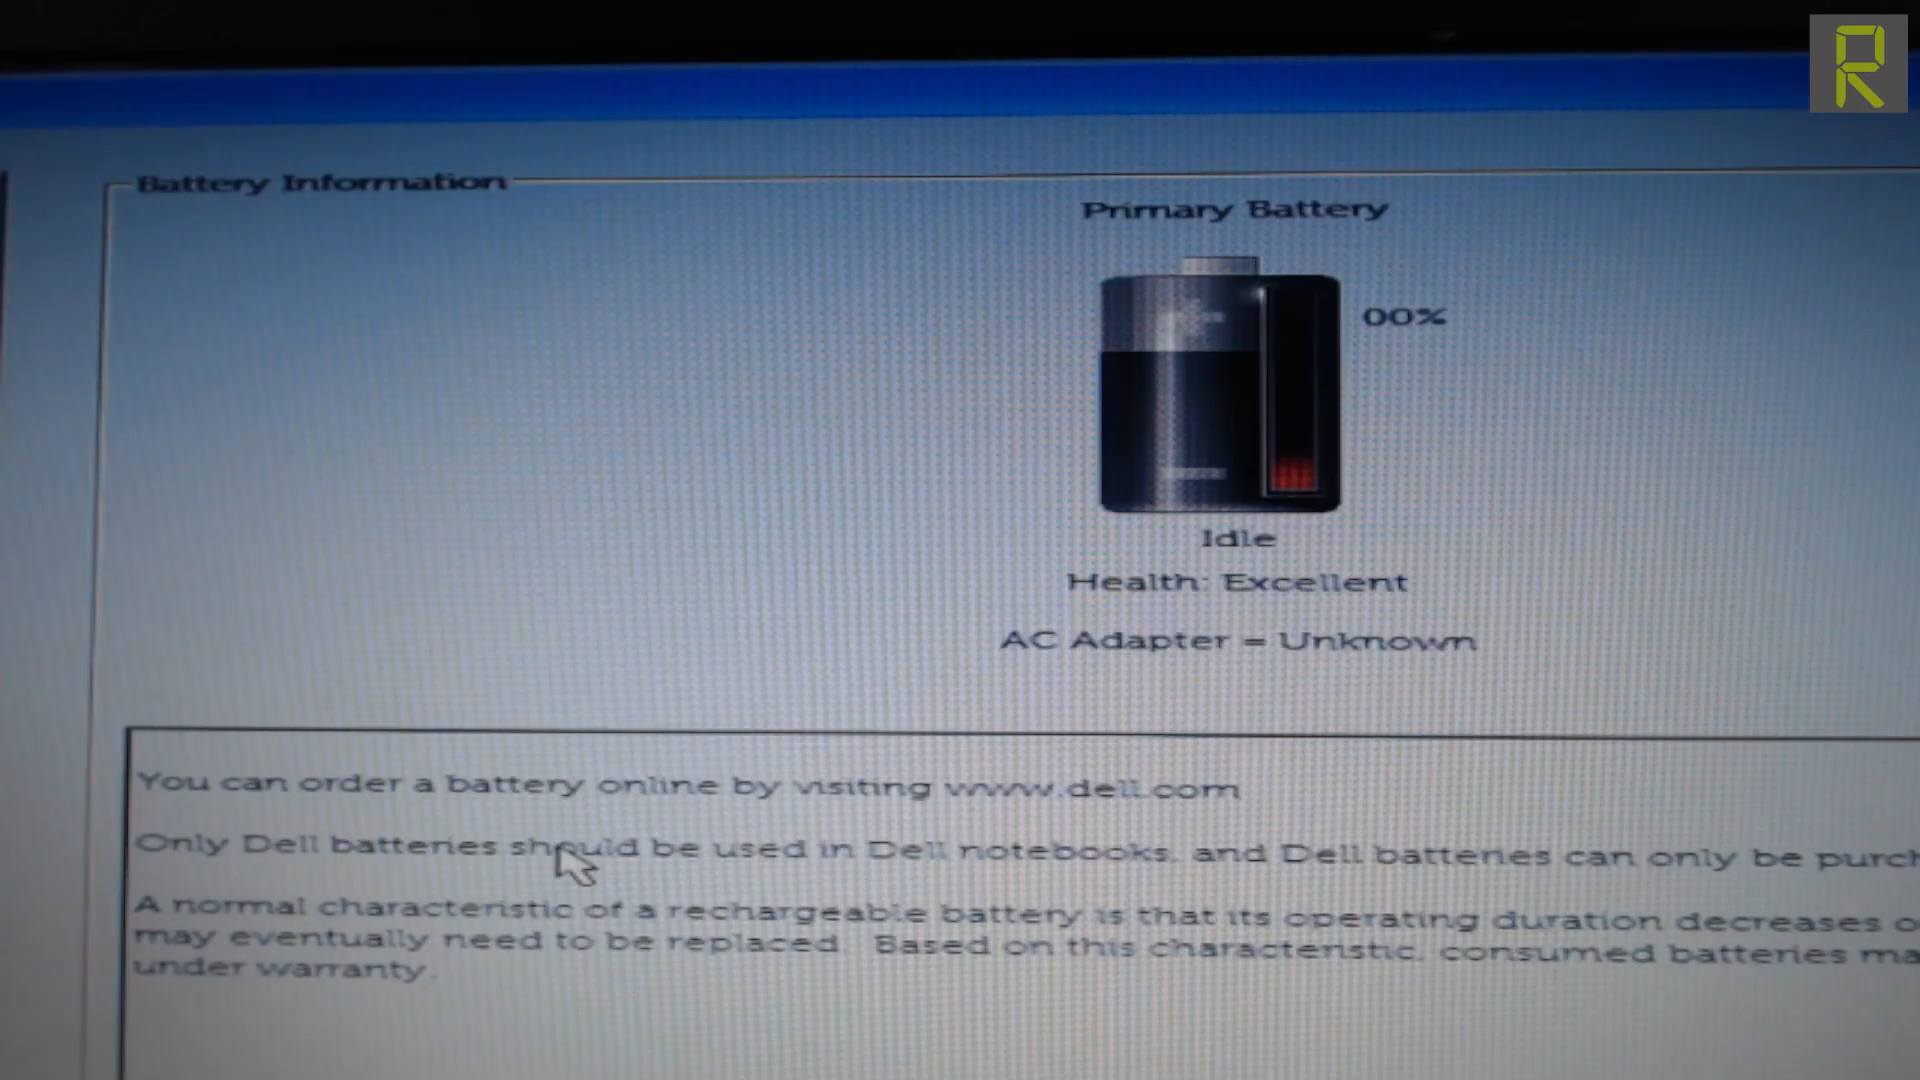 R
Battery Information
Primary Battery
00%
Idle
Health: Excellent
AC Adapter = Unknown
You can order a battery online by visiting www.dell.com
Only Dell batteries should be used in Dell notebooks, and Dell batteries can only be purch
A normal characteristic of a rechargeable battery is that its operating duration decreases o
may eventually need to be replaced. Based on this characteristic, consumed batteries ma
under warranty.